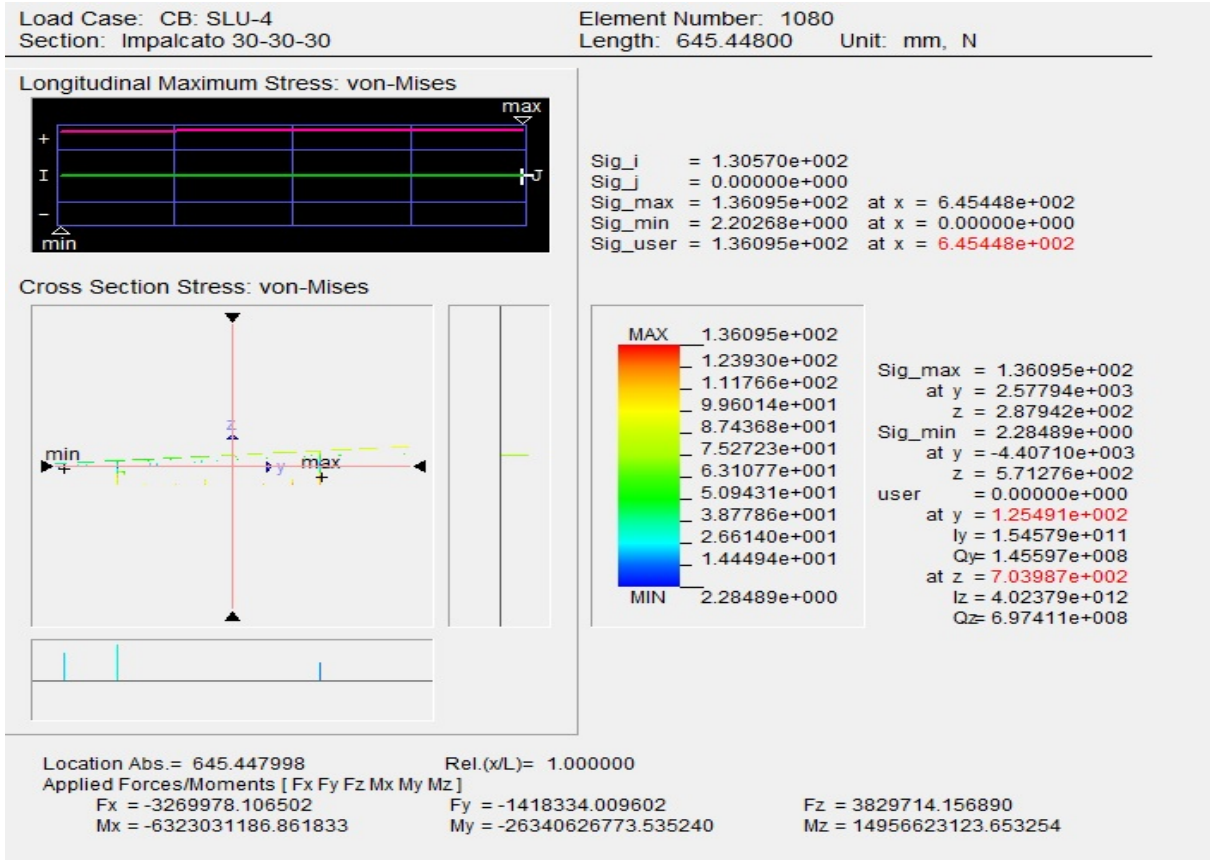 Load Case: CB: SLU-4
Section: Impalcato 30-30-30
Element Number: 1080
Length: 645.44800 Unit: mm, N
Longitudinal Maximum Stress: von-Mises
max
+
I
J
-
min
Sig_i = 1.30570e+002
Sig_j = 0.00000e+000
Sig_max = 1.36095e+002 at x = 6.45448e+002
Sig_min = 2.20268e+000 at x = 0.00000e+000
Sig_user = 1.36095e+002 at x = 6.45448e+002
Cross Section Stress: von-Mises
z
min
y
max
MAX 1.36095e+002
1.23930e+002
1.11766e+002
9.96014e+001
8.74368e+001
7.52723e+001
6.31077e+001
5.09431e+001
3.87786e+001
2.66140e+001
1.44494e+001
MIN 2.28489e+000
Sig_max = 1.36095e+002
at y = 2.57794e+003
z = 2.87942e+002
Sig_min = 2.28489e+000
at y = -4.40710e+003
z = 5.71276e+002
user = 0.00000e+000
at y = 1.25491e+002
Iy = 1.54579e+011
Qy= 1.45597e+008
at z = 7.03987e+002
Iz = 4.02379e+012
Qz= 6.97411e+008
Location Abs.= 645.447998 Rel.(x/L)= 1.000000
Applied Forces/Moments [ Fx Fy Fz Mx My Mz ]
Fx = -3269978.106502 Fy = -1418334.009602 Fz = 3829714.156890
Mx = -6323031186.861833 My = -26340626773.535240 Mz = 14956623123.653254